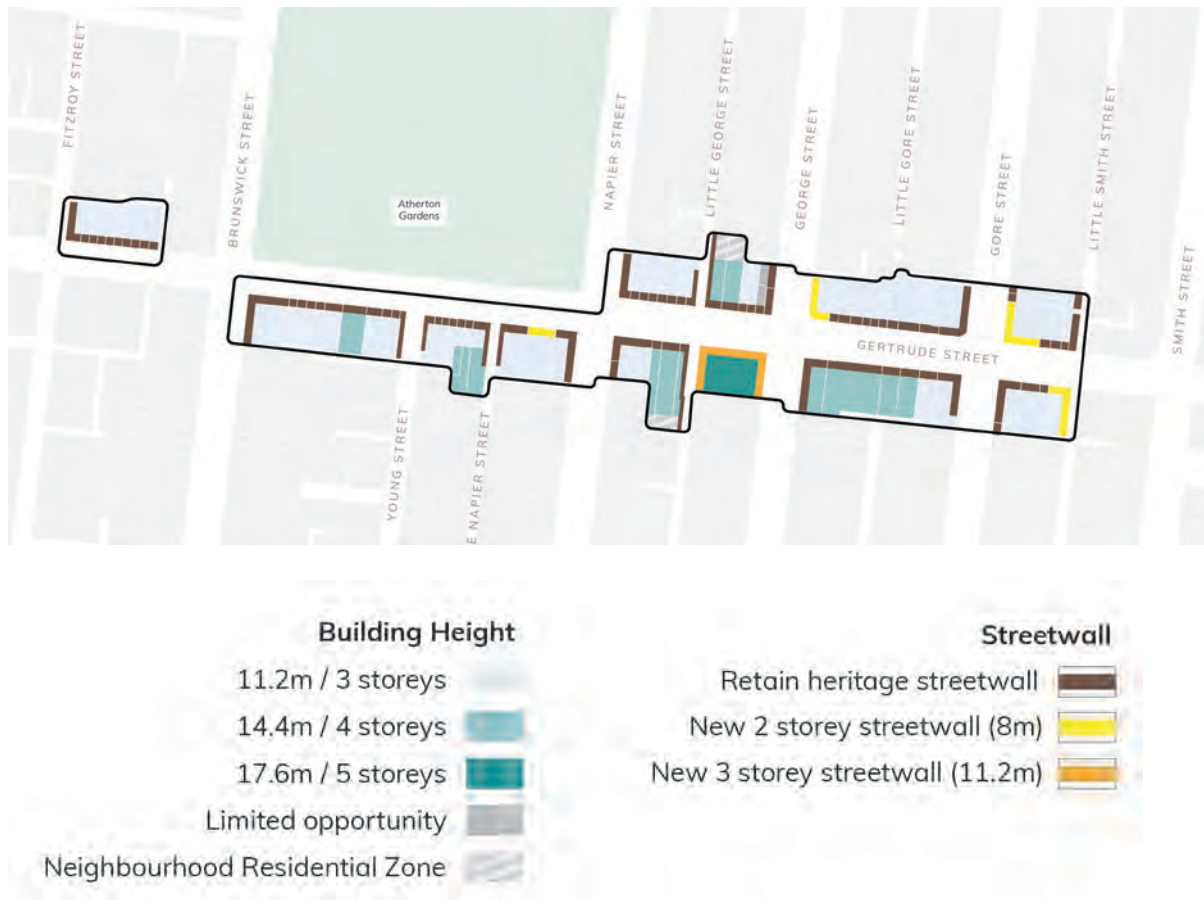 FITZROY STREET
BRUNSWICK STREET
Atherton
Gardens
NAPIER STREET
LITTLE GEORGE STREET
GEORGE STREET
LITTLE GORE STREET
GORE STREET
LITTLE SMITH STREET
SMITH STREET
GERTRUDE STREET
YOUNG STREET
E NAPIER STREET
Building Height
11.2m / 3 storeys
14.4m / 4 storeys
17.6m / 5 storeys
Limited opportunity
Neighbourhood Residential Zone
Streetwall
Retain heritage streetwall
New 2 storey streetwall (8m)
New 3 storey streetwall (11.2m)